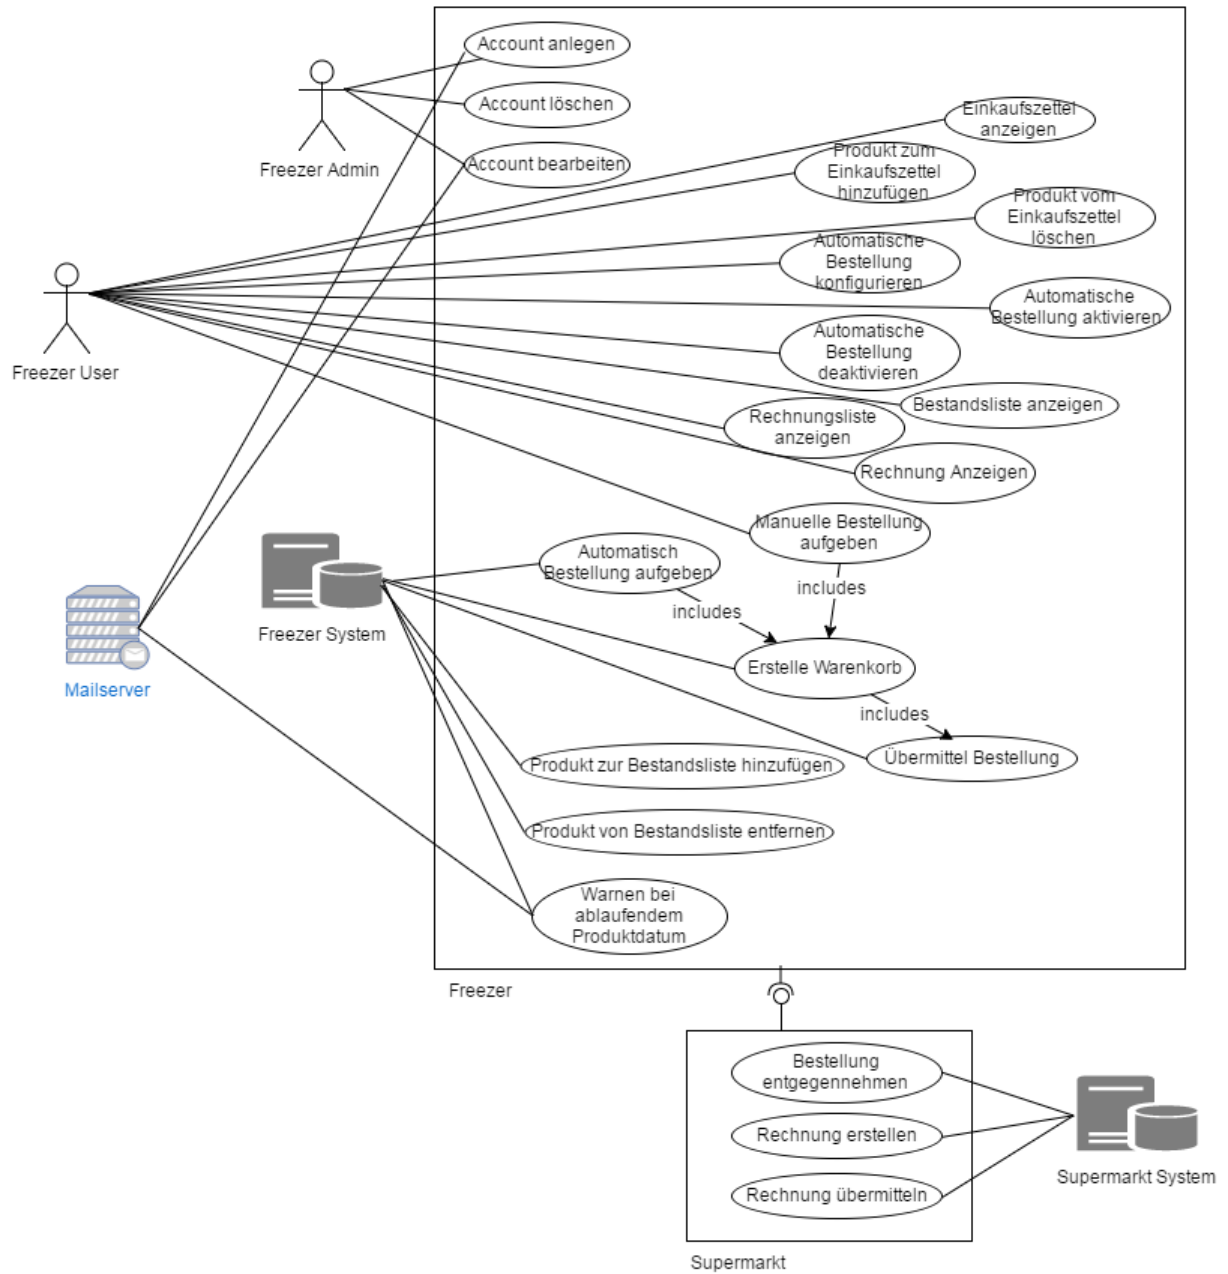 Account anlegen
Account löschen
Freezer Admin
Account bearbeiten
Einkaufszettel
anzeigen
Produkt zum
Einkaufszettel
hinzufügen
Produkt vom
Einkaufszettel
löschen
Automatische
Bestellung
konfigurieren
Automatische
Bestellung aktivieren
Freezer User
Automatische
Bestellung
deaktivieren
Bestandsliste anzeigen
Rechnungsliste
anzeigen
Rechnung Anzeigen
Manuelle Bestellung
aufgeben
Automatisch
Bestellung aufgeben
includes
includes
Freezer System
Erstelle Warenkorb
Mailserver
includes
Übermittel Bestellung
Produkt zur Bestandsliste hinzufügen
Produkt von Bestandsliste entfernen
Warnen bei
ablaufendem
Produktdatum
Freezer
Bestellung
entgegennehmen
Rechnung erstellen
Rechnung übermitteln
Supermarkt System
Supermarkt